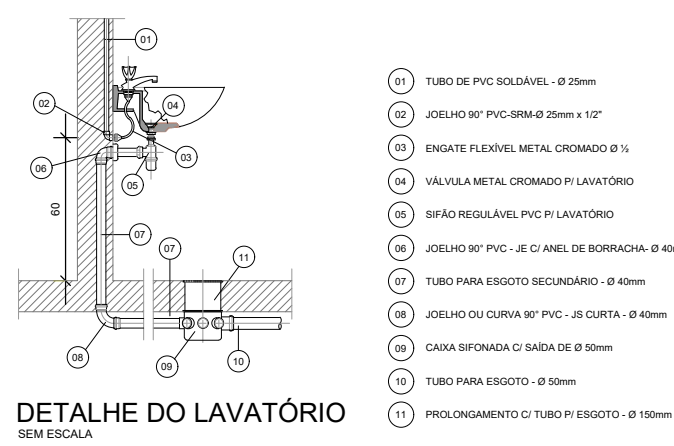 01
02
04
03
06
05
60
07
07
11
08
09
10
DETALHE DO LAVATÓRIO
SEM ESCALA
01 TUBO DE PVC SOLDÁVEL - Ø 25mm
02 JOELHO 90° PVC-SRM-Ø 25mm x 1/2"
03 ENGATE FLEXÍVEL METAL CROMADO Ø ½
04 VÁLVULA METAL CROMADO P/ LAVATÓRIO
05 SIFÃO REGULÁVEL PVC P/ LAVATÓRIO
06 JOELHO 90° PVC - JE C/ ANEL DE BORRACHA- Ø 40
07 TUBO PARA ESGOTO SECUNDÁRIO - Ø 40mm
08 JOELHO OU CURVA 90° PVC - JS CURTA - Ø 40mm
09 CAIXA SIFONADA C/ SAÍDA DE Ø 50mm
10 TUBO PARA ESGOTO - Ø 50mm
11 PROLONGAMENTO C/ TUBO P/ ESGOTO - Ø 150mm